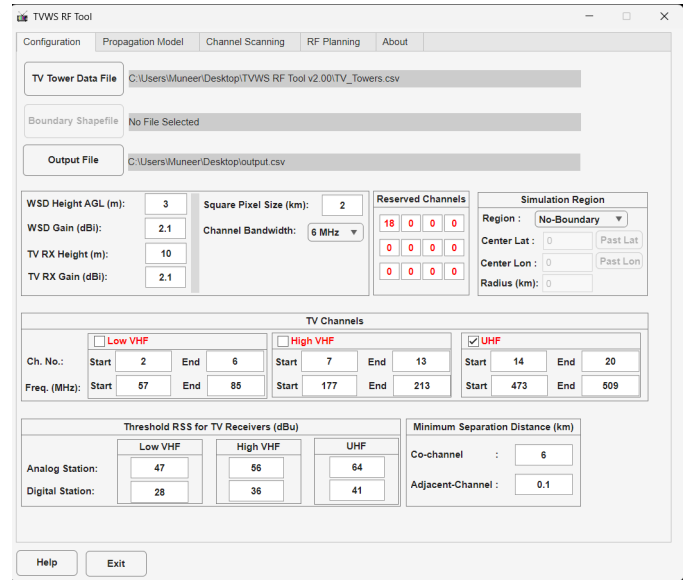 TVWS RF Tool
Configuration Propagation Model Channel Scanning RF Planning About
TV Tower Data File C:\Users\Muneer\Desktop\TVWS RF Tool v2.00\TV_Towers.csv
Boundary Shapefile No File Selected
Output File C:\Users\Muneer\Desktop\output.csv
WSD Height AGL (m): 3
WSD Gain (dBi): 2.1
TV RX Height (m): 10
TV RX Gain (dBi): 2.1
Square Pixel Size (km): 2
Channel Bandwidth: 6 MHz
Reserved Channels
18 0 0 0
0 0 0 0
0 0 0 0
Simulation Region
Region : No-Boundary
Center Lat : 0 Past Lat
Center Lon : 0 Past Lon
Radius (km): 0
TV Channels
Low VHF High VHF UHF
Ch. No.: Start 2 End 6 Start 7 End 13 Start 14 End 20
Freq. (MHz): Start 57 End 85 Start 177 End 213 Start 473 End 509
Threshold RSS for TV Receivers (dBu)
Low VHF High VHF UHF
Analog Station: 47 56 64
Digital Station: 28 36 41
Minimum Separation Distance (km)
Co-channel : 6
Adjacent-Channel : 0.1
Help Exit